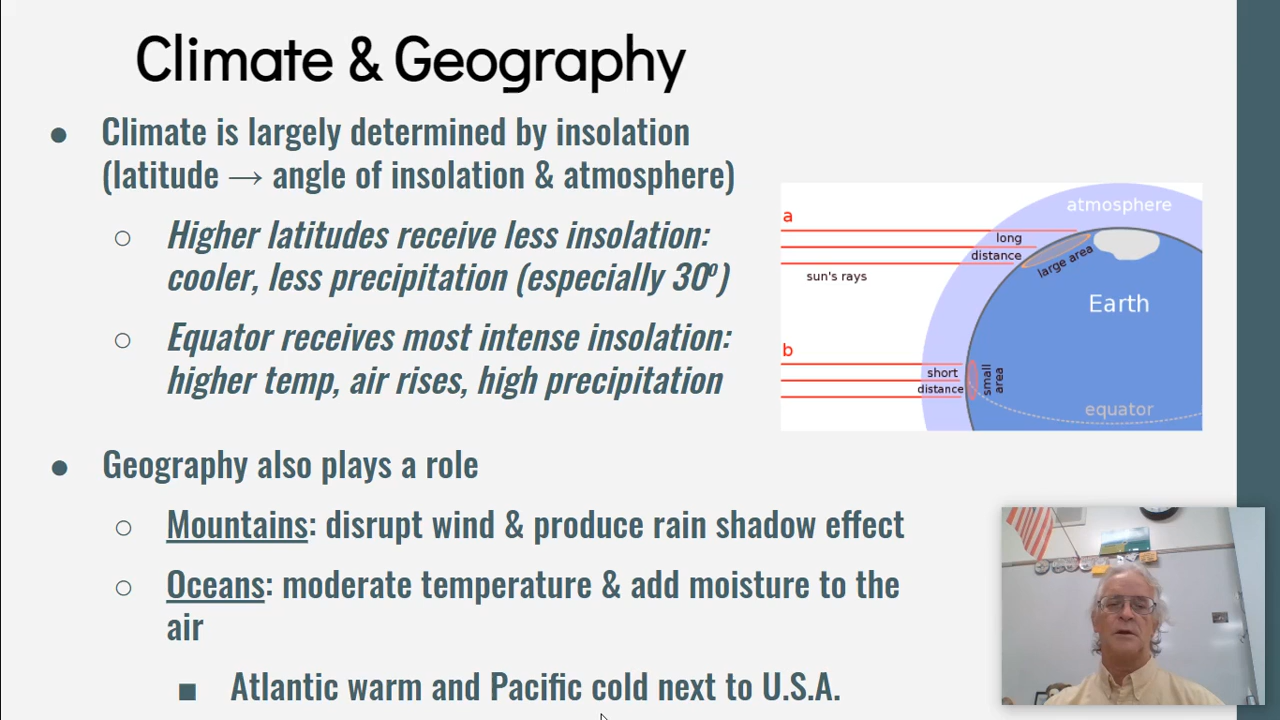 Climate & Geography
● Climate is largely determined by insolation
(latitude → angle of insolation & atmosphere)
○ Higher latitudes receive less insolation:
cooler, less precipitation (especially 30⁰)
○ Equator receives most intense insolation:
higher temp, air rises, high precipitation
● Geography also plays a role
○ Mountains: disrupt wind & produce rain shadow effect
○ Oceans: moderate temperature & add moisture to the
air
■ Atlantic warm and Pacific cold next to U.S.A.
atmosphere
a
long
distance
large area
sun's rays
Earth
b
short
distance
small
area
equator